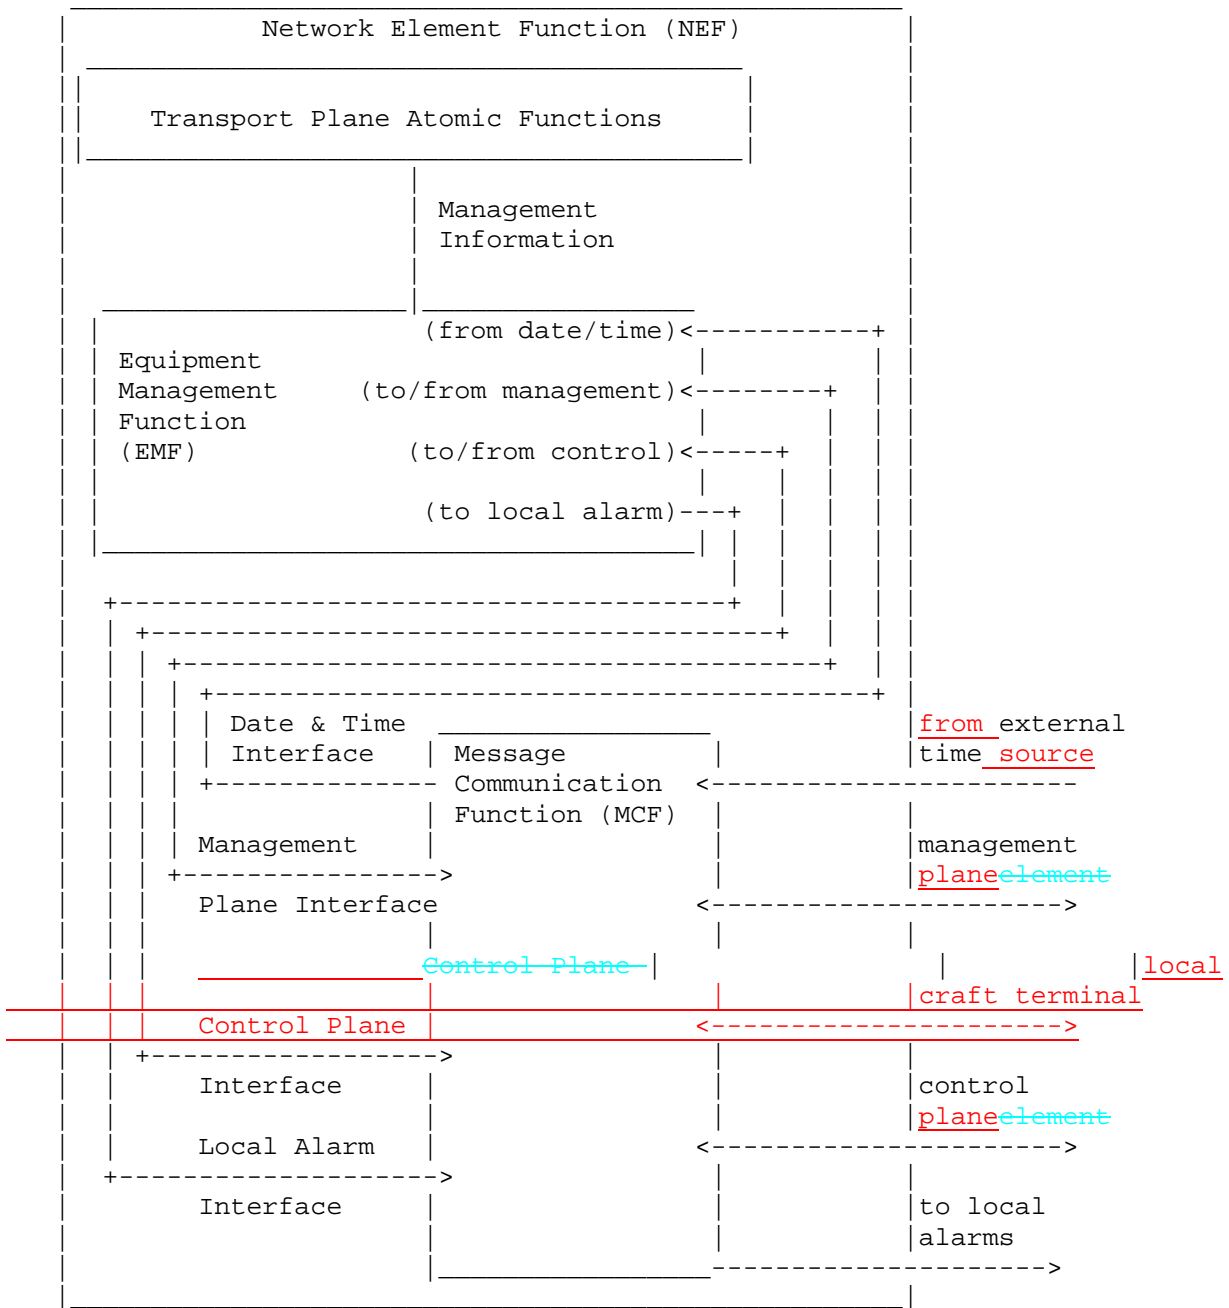 Network Element Function (NEF)
Transport Plane Atomic Functions
Management
Information
(from date/time)<-----------+
Equipment
Management (to/from management)<--------+
Function
(EMF) (to/from control)<-----+
(to local alarm)---+
Date & Time from external
Interface Message time source
Communication
Function (MCF)
Management management
planeelement
Plane Interface
Control Plane local
craft terminal
Control Plane
Interface control
planeelement
Local Alarm
Interface to local
alarms